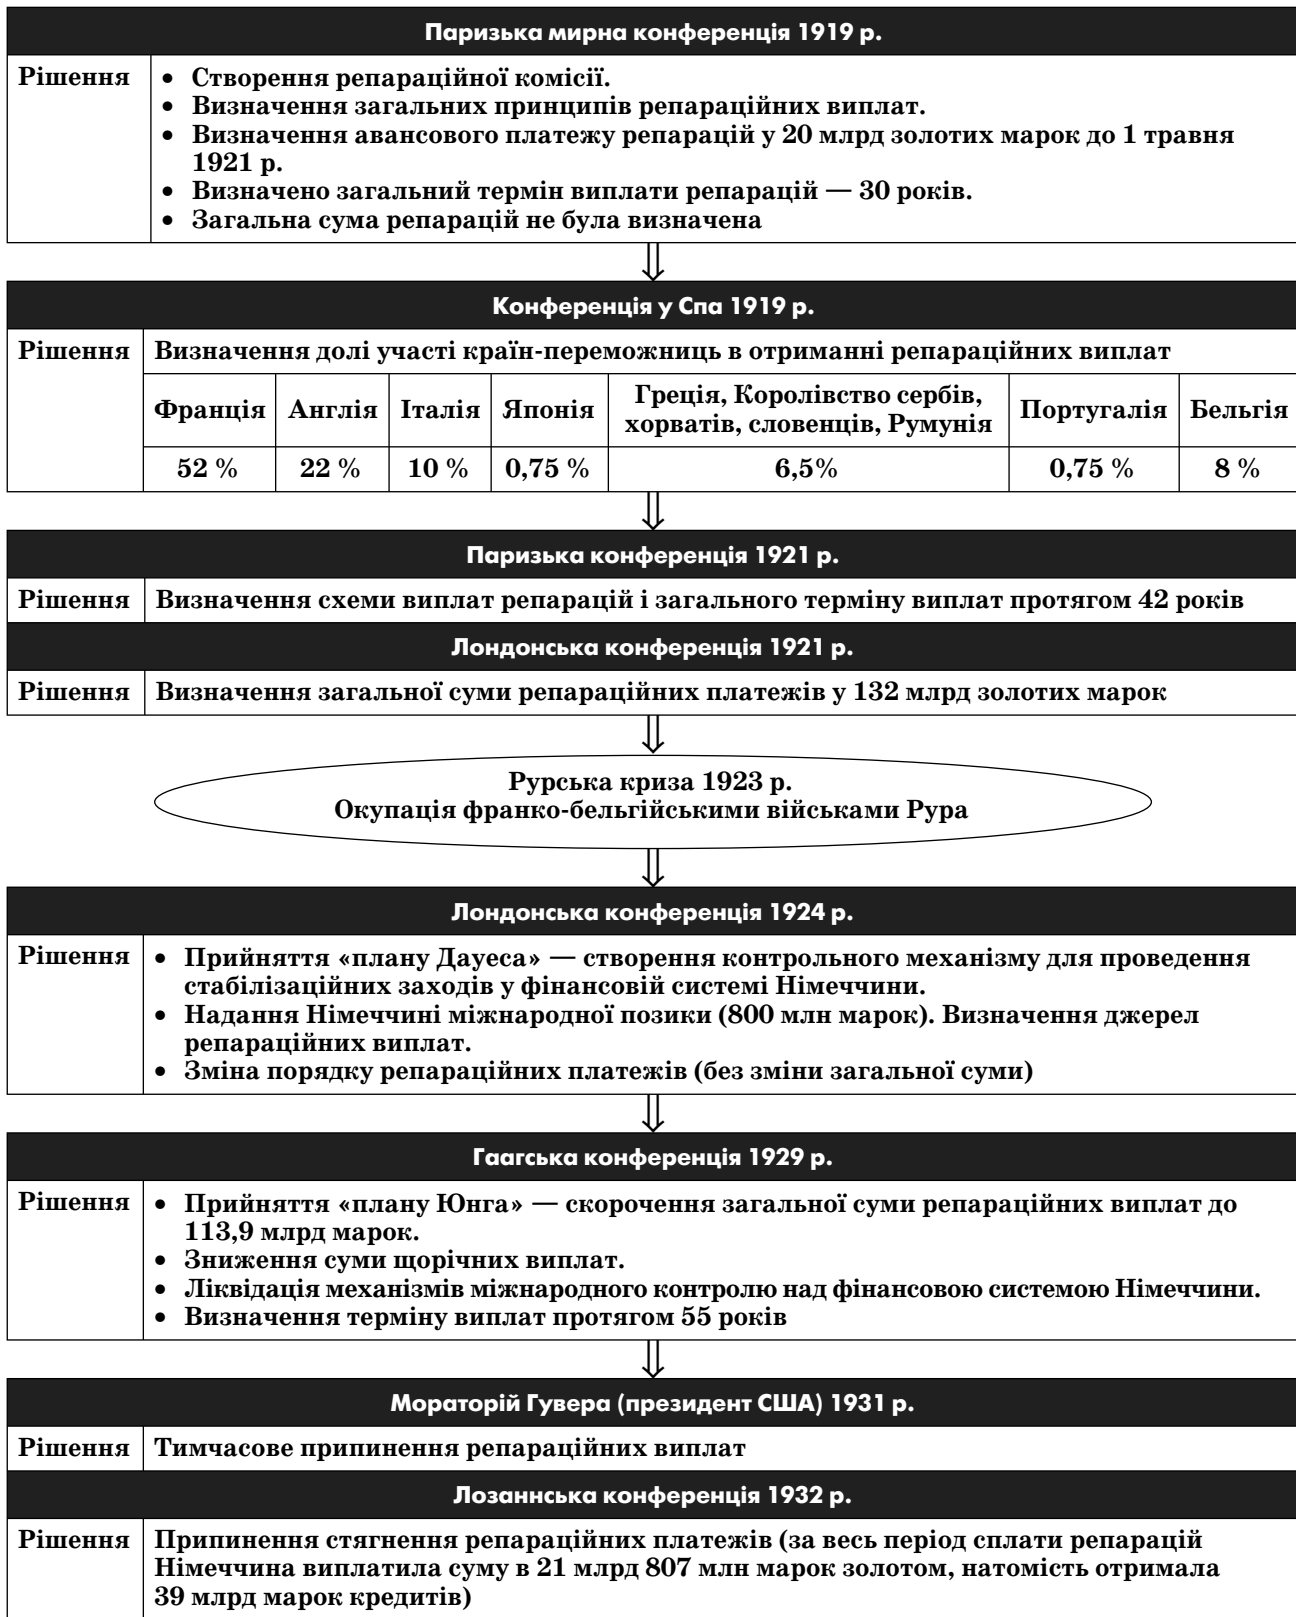 Паризька мирна конференція 1919 р.
Рішення
• Створення репараційної комісії.
• Визначення загальних принципів репараційних виплат.
• Визначення авансового платежу репарацій у 20 млрд золотих марок до 1 травня
1921 р.
• Визначено загальний термін виплати репарацій — 30 років.
• Загальна сума репарацій не була визначена
Конференція у Спа 1919 р.
Рішення
Визначення долі участі країн-переможниць в отриманні репараційних виплат
Франція Англія Італія Японія Греція, Королівство сербів, Португалія Бельгія
хорватів, словенців, Румунія
52 % 22 % 10 % 0,75 % 6,5% 0,75 % 8 %
Паризька конференція 1921 р.
Рішення Визначення схеми виплат репарацій і загального терміну виплат протягом 42 років
Лондонська конференція 1921 р.
Рішення Визначення загальної суми репараційних платежів у 132 млрд золотих марок
Рурська криза 1923 р.
Окупація франко-бельгійськими військами Рура
Лондонська конференція 1924 р.
Рішення
• Прийняття «плану Дауеса» — створення контрольного механізму для проведення
стабілізаційних заходів у фінансовій системі Німеччини.
• Надання Німеччині міжнародної позики (800 млн марок). Визначення джерел
репараційних виплат.
• Зміна порядку репараційних платежів (без зміни загальної суми)
Гаагська конференція 1929 р.
Рішення
• Прийняття «плану Юнга» — скорочення загальної суми репараційних виплат до
113,9 млрд марок.
• Зниження суми щорічних виплат.
• Ліквідація механізмів міжнародного контролю над фінансовою системою Німеччини.
• Визначення терміну виплат протягом 55 років
Мораторій Гувера (президент США) 1931 р.
Рішення Тимчасове припинення репараційних виплат
Лозаннська конференція 1932 р.
Рішення Припинення стягнення репараційних платежів (за весь період сплати репарацій
Німеччина виплатила суму в 21 млрд 807 млн марок золотом, натомість отримала
39 млрд марок кредитів)